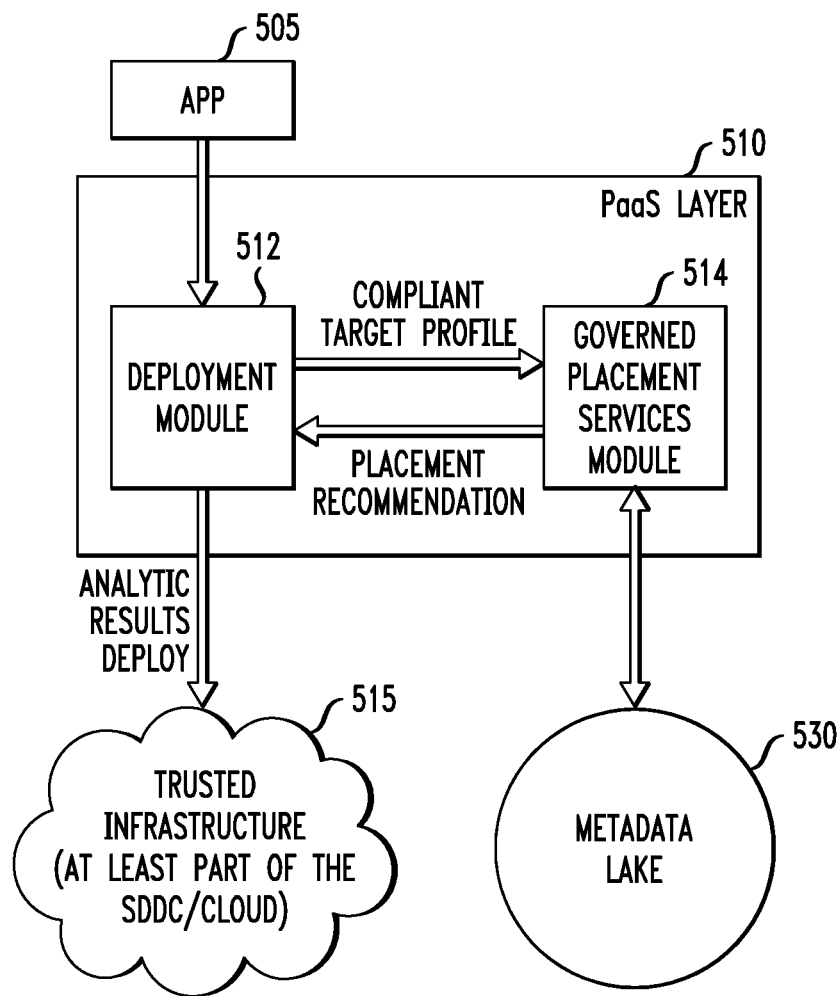 505
APP
510
PaaS LAYER
512
514
COMPLIANT
TARGET PROFILE
DEPLOYMENT
MODULE
GOVERNED
PLACEMENT
SERVICES
MODULE
PLACEMENT
RECOMMENDATION
ANALYTIC
RESULTS
DEPLOY
515
TRUSTED
INFRASTRUCTURE
(AT LEAST PART OF THE
SDDC/CLOUD)
530
METADATA
LAKE